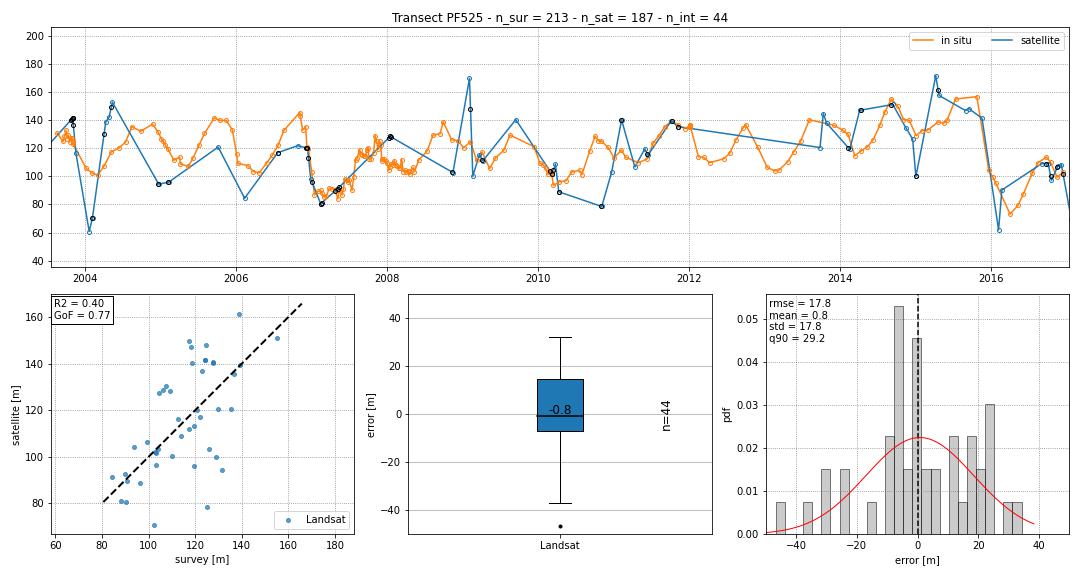 Transect PF525 - n_sur = 213 - n_sat = 187 - n_int = 44
in situ
satellite
200
180
160
140
120
100
80
60
40
2004
2006
2008
2010
2012
2014
2016
R2 = 0.40
GoF = 0.77
160
140
120
100
80
satellite [m]
60
80
100
120
140
160
180
survey [m]
Landsat
40
20
0
−20
−40
error [m]
-0.8
n=44
Landsat
rmse = 17.8
mean = 0.8
std = 17.8
q90 = 29.2
0.05
0.04
0.03
0.02
0.01
0.00
pdf
−40
−20
0
20
40
error [m]